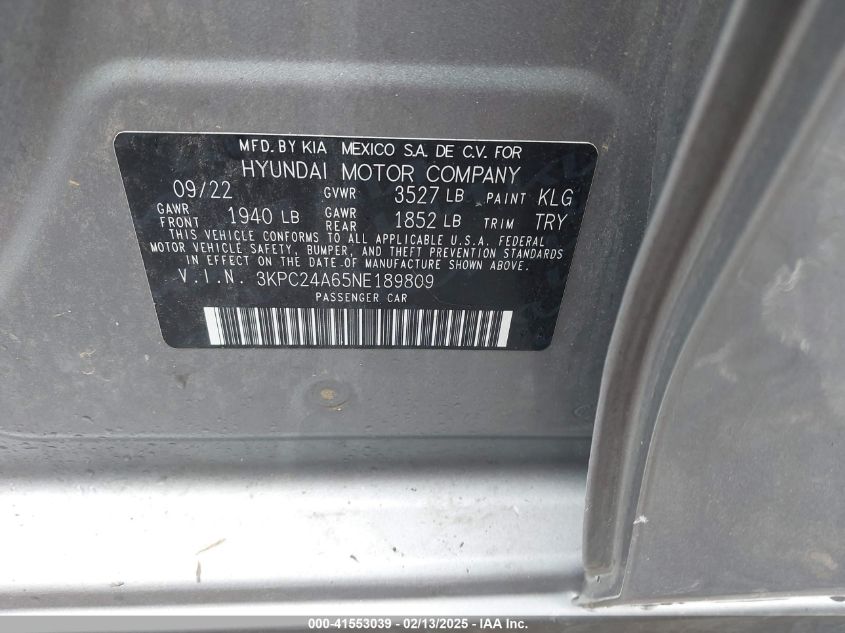 MFD. BY KIA MEXICO S.A. DE C.V. FOR
HYUNDAI MOTOR COMPANY
09/22 GVWR 3527 LB PAINT KLG
GAWR FRONT 1940 LB GAWR REAR 1852 LB TRIM TRY
THIS VEHICLE CONFORMS TO ALL APPLICABLE U.S.A. FEDERAL
MOTOR VEHICLE SAFETY, BUMPER, AND THEFT PREVENTION STANDARDS
IN EFFECT ON THE DATE OF MANUFACTURE SHOWN ABOVE.
V.I.N. 3KPC24A65NE189809
PASSENGER CAR
000-41553039 - 02/13/2025 - IAA Inc.